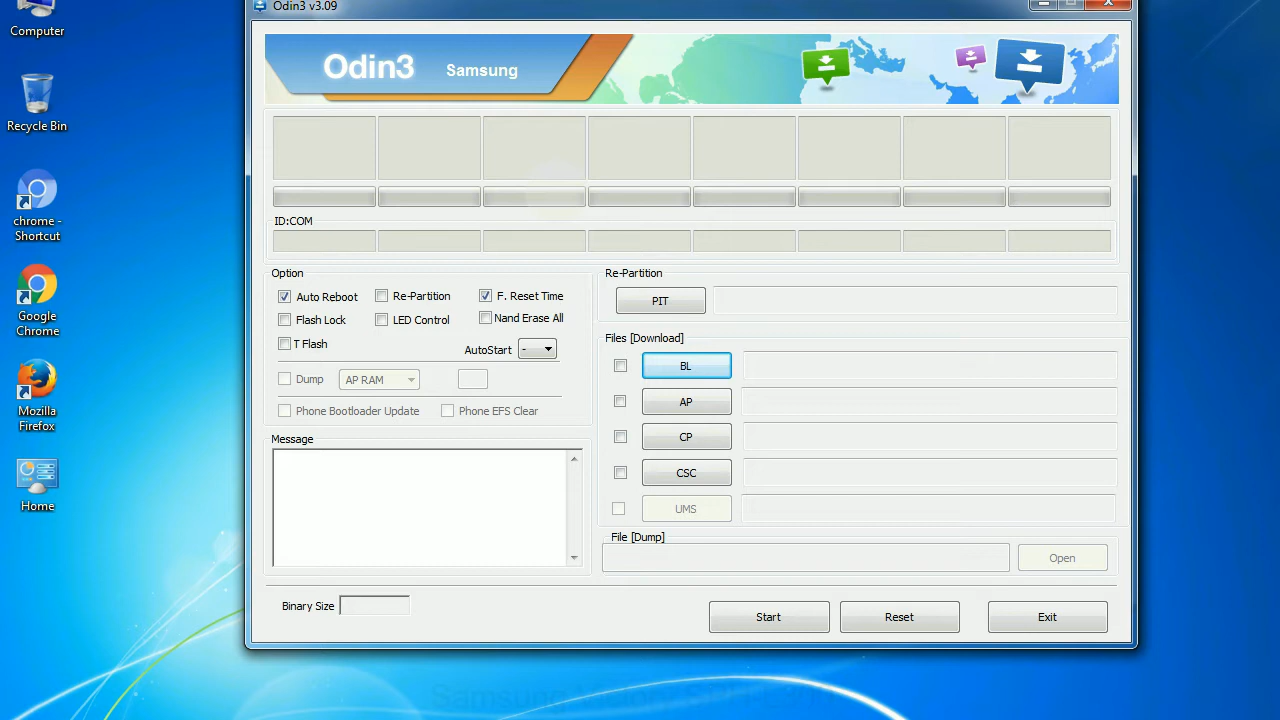 Odin3 v3.09
Computer
Recycle Bin
chrome -
Shortcut
Google
Chrome
Mozilla
Firefox
Home
Odin3 Samsung
ID:COM
Option
Auto Reboot Re-Partition F. Reset Time
Flash Lock LED Control Nand Erase All
T Flash AutoStart -
Dump AP RAM
Phone Bootloader Update Phone EFS Clear
Message
Re-Partition
PIT
Files [Download]
BL
AP
CP
CSC
UMS
File [Dump]
Open
Binary Size
Start Reset Exit
Samsung